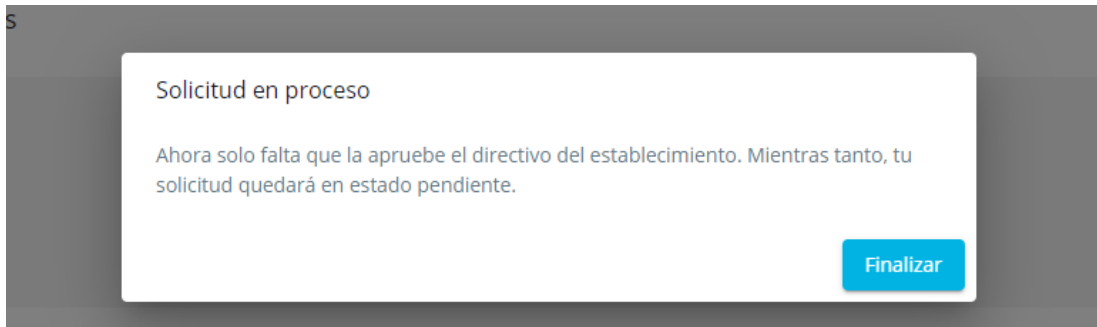 s
Solicitud en proceso
Ahora solo falta que la apruebe el directivo del establecimiento. Mientras tanto, tu
solicitud quedará en estado pendiente.
Finalizar